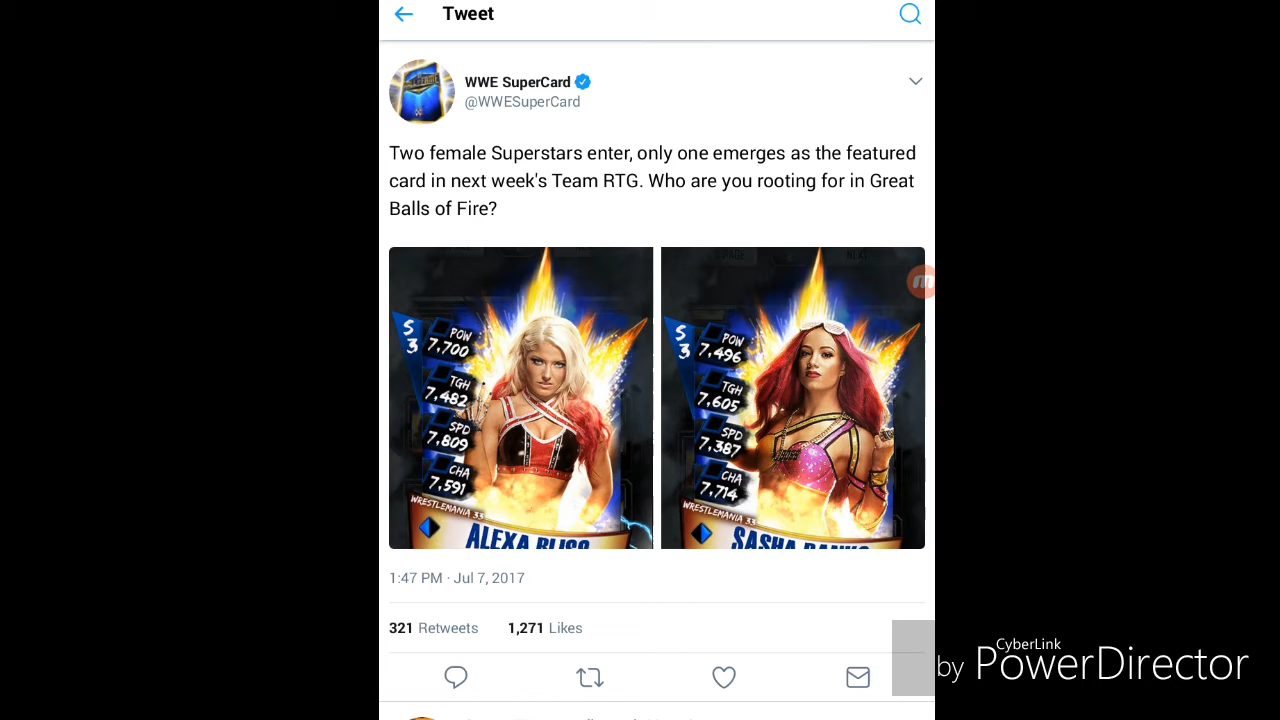 Tweet
WWE SuperCard
@WWESuperCard
Two female Superstars enter, only one emerges as the featured
card in next week's Team RTG. Who are you rooting for in Great
Balls of Fire?
S
3
POW
7,700
TGH
7,482
SPD
7,809
CHA
7,591
WRESTLEMANIA 33
ALEXA BLISS
S
3
POW
7,496
TGH
7,605
SPD
7,387
CHA
7,714
WRESTLEMANIA 33
SASHA BANKS
1:47 PM · Jul 7, 2017
321 Retweets 1,271 Likes
CyberLink
by PowerDirector